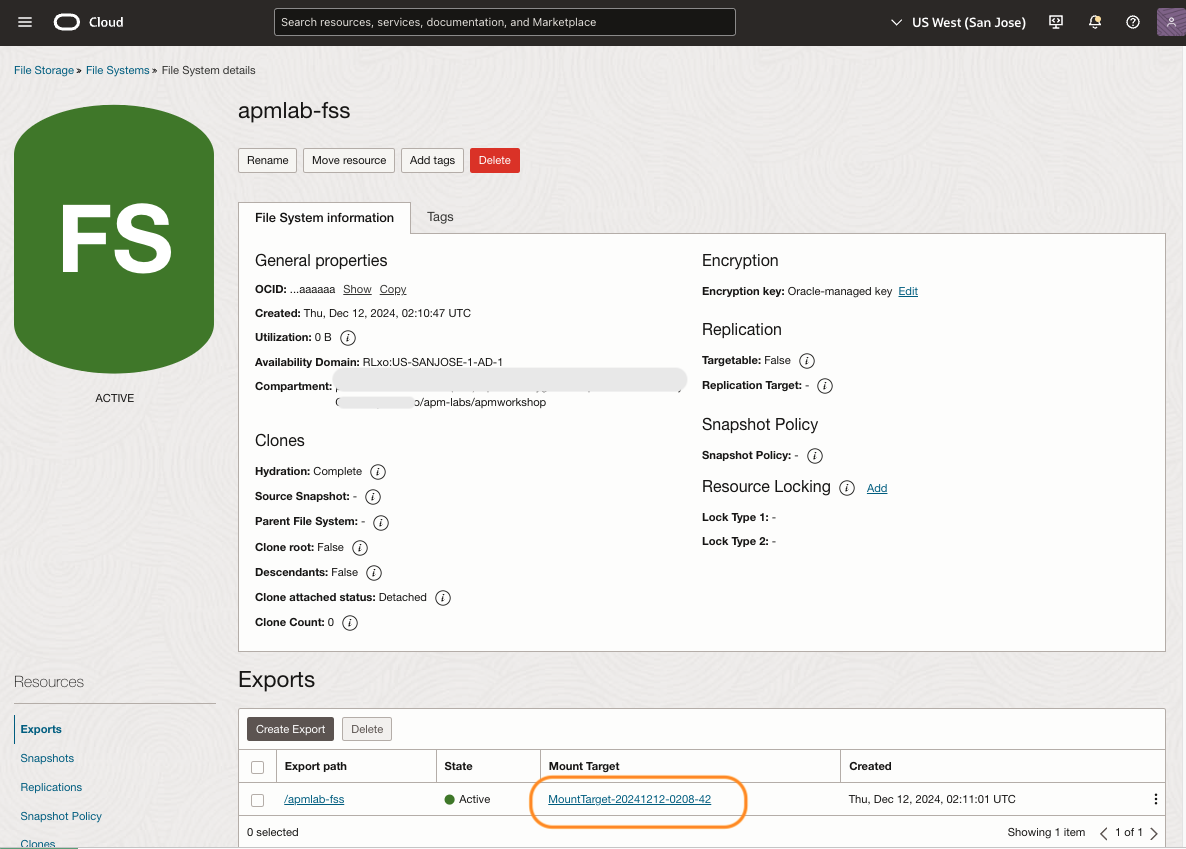 Cloud
Search resources, services, documentation, and Marketplace
US West (San Jose)
File Storage » File Systems » File System details
FS
ACTIVE
apmlab-fss
Rename Move resource Add tags Delete
File System information Tags
General properties
OCID: ...aaaaaa Show Copy
Created: Thu, Dec 12, 2024, 02:10:47 UTC
Utilization: 0 B
Availability Domain: RLxo:US-SANJOSE-1-AD-1
Compartment:
/apm-labs/apmworkshop
Clones
Hydration: Complete
Source Snapshot: -
Parent File System: -
Clone root: False
Descendants: False
Clone attached status: Detached
Clone Count: 0
Encryption
Encryption key: Oracle-managed key Edit
Replication
Targetable: False
Replication Target: -
Snapshot Policy
Snapshot Policy: -
Resource Locking Add
Lock Type 1: -
Lock Type 2: -
Resources
Exports
Snapshots
Replications
Snapshot Policy
Clones
Exports
Create Export Delete
Export path State Mount Target Created
/apmlab-fss Active MountTarget-20241212-0208-42 Thu, Dec 12, 2024, 02:11:01 UTC
0 selected Showing 1 item 1 of 1